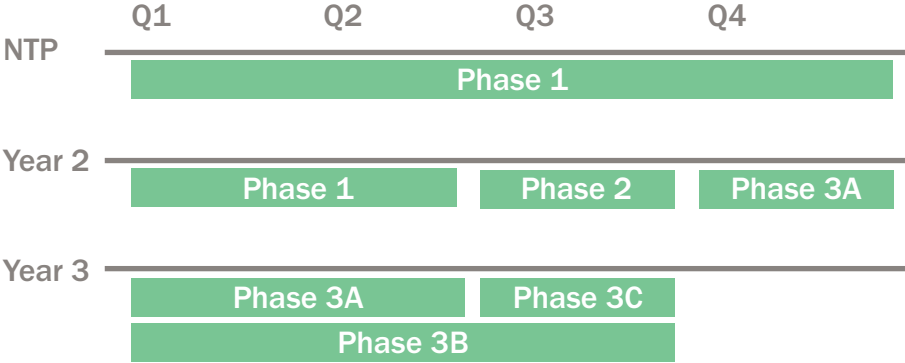 Q1 Q2 Q3 Q4
NTP
Phase 1
Year 2
Phase 1 Phase 2 Phase 3A
Year 3
Phase 3A Phase 3C
Phase 3B